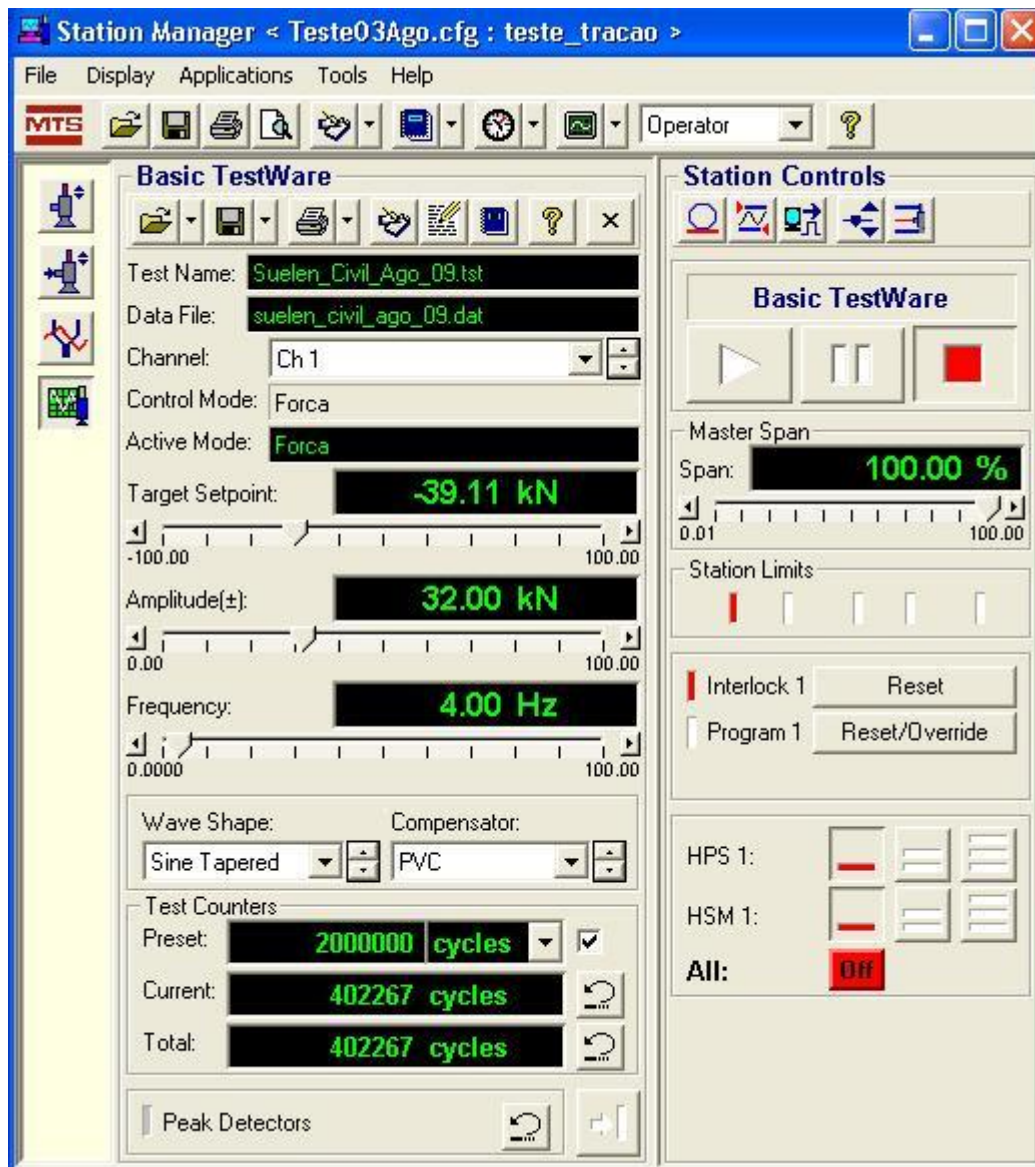 Station Manager < Teste03Ago.cfg : teste_tracao >
File Display Applications Tools Help
MTS
Operator
?
Basic TestWare
?
Test Name: Suelen_Civil_Ago_09.tst
Data File: suelen_civil_ago_09.dat
Channel: Ch 1
Control Mode: Forca
Active Mode: Forca
Target Setpoint: -39.11 kN
-100.00 100.00
Amplitude(±): 32.00 kN
0.00 100.00
Frequency: 4.00 Hz
0.0000 100.00
Wave Shape: Compensator:
Sine Tapered PVC
Test Counters
Preset: 2000000 cycles
Current: 402267 cycles
Total: 402267 cycles
Peak Detectors
Station Controls
Basic TestWare
Master Span
Span: 100.00 %
0.01 100.00
Station Limits
Interlock 1 Reset
Program 1 Reset/Override
HPS 1:
HSM 1:
All: Off